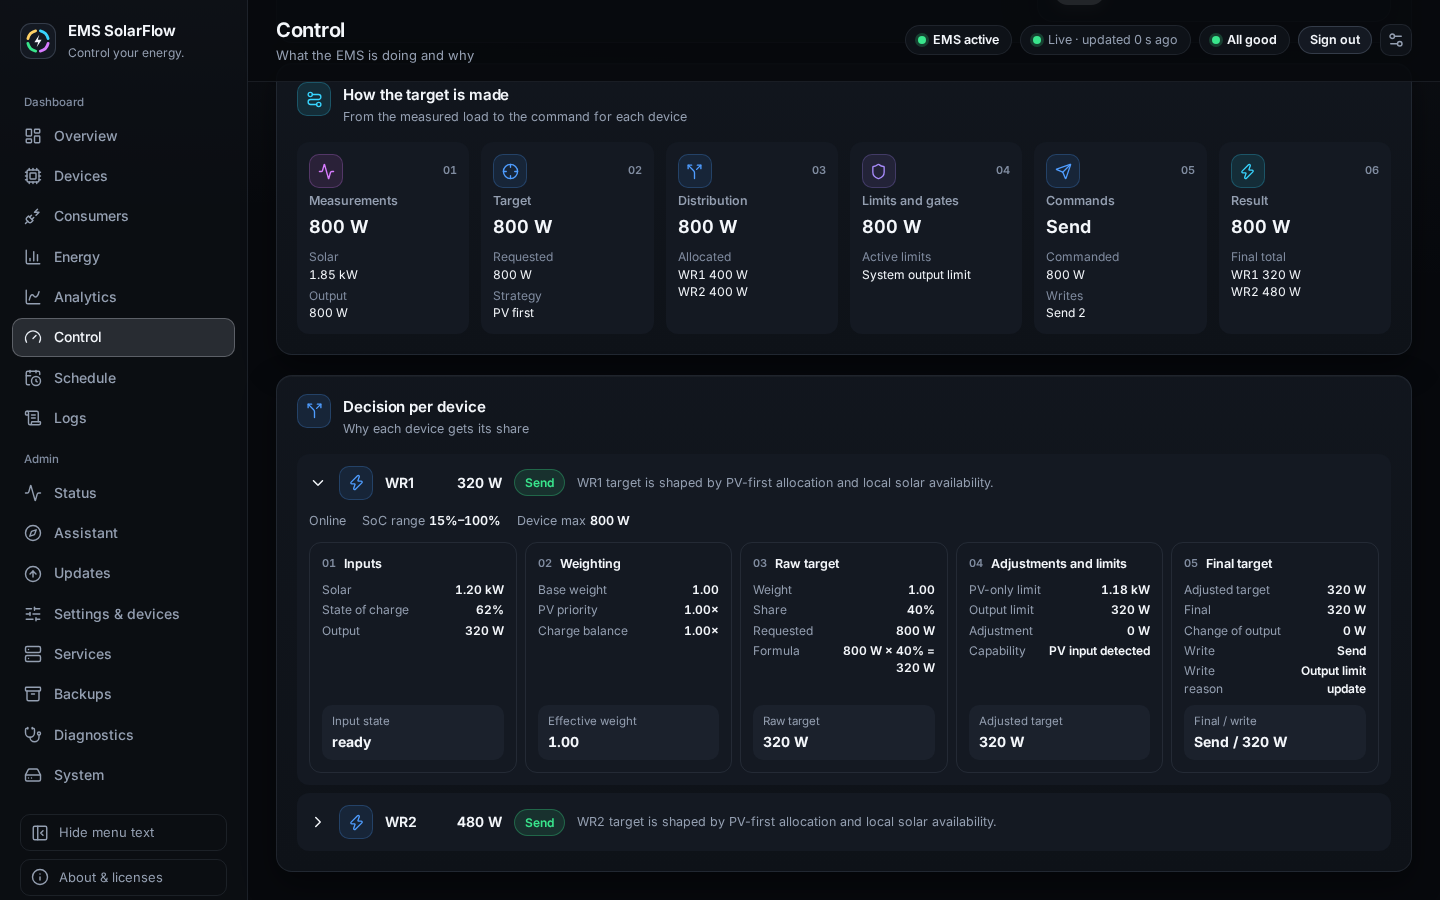 EMS SolarFlow
Control your energy.
Dashboard
Overview
Devices
Consumers
Energy
Analytics
Control
Schedule
Logs
Admin
Status
Assistant
Updates
Settings & devices
Services
Backups
Diagnostics
System
Hide menu text
About & licenses
Control
What the EMS is doing and why
EMS active
Live · updated 0 s ago
All good
Sign out
How the target is made
From the measured load to the command for each device
01
Measurements
800 W
Solar
1.85 kW
Output
800 W
02
Target
800 W
Requested
800 W
Strategy
PV first
03
Distribution
800 W
Allocated
WR1 400 W
WR2 400 W
04
Limits and gates
800 W
Active limits
System output limit
05
Commands
Send
Commanded
800 W
Writes
Send 2
06
Result
800 W
Final total
WR1 320 W
WR2 480 W
Decision per device
Why each device gets its share
WR1 320 W Send WR1 target is shaped by PV-first allocation and local solar availability.
Online SoC range 15%–100% Device max 800 W
01 Inputs
Solar 1.20 kW
State of charge 62%
Output 320 W
Input state
ready
02 Weighting
Base weight 1.00
PV priority 1.00×
Charge balance 1.00×
Effective weight
1.00
03 Raw target
Weight 1.00
Share 40%
Requested 800 W
Formula 800 W × 40% =
320 W
Raw target
320 W
04 Adjustments and limits
PV-only limit 1.18 kW
Output limit 320 W
Adjustment 0 W
Capability PV input detected
Adjusted target
320 W
05 Final target
Adjusted target 320 W
Final 320 W
Change of output 0 W
Write Send
Write Output limit
reason update
Final / write
Send / 320 W
WR2 480 W Send WR2 target is shaped by PV-first allocation and local solar availability.